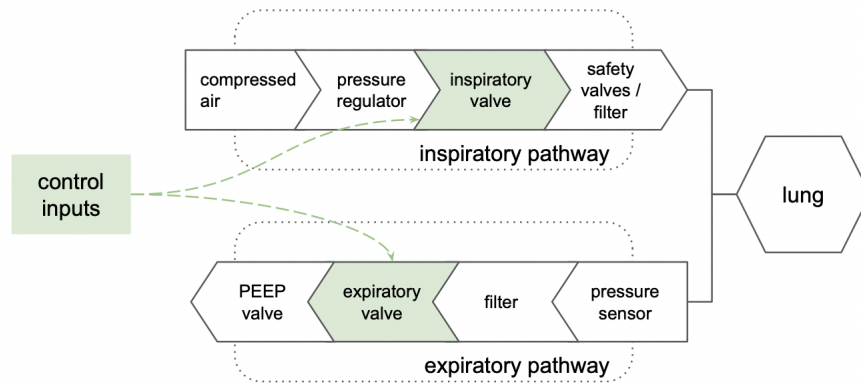 compressed
air
pressure
regulator
inspiratory
valve
safety
valves /
filter
inspiratory pathway
control
inputs
lung
PEEP
valve
expiratory
valve
filter
pressure
sensor
expiratory pathway